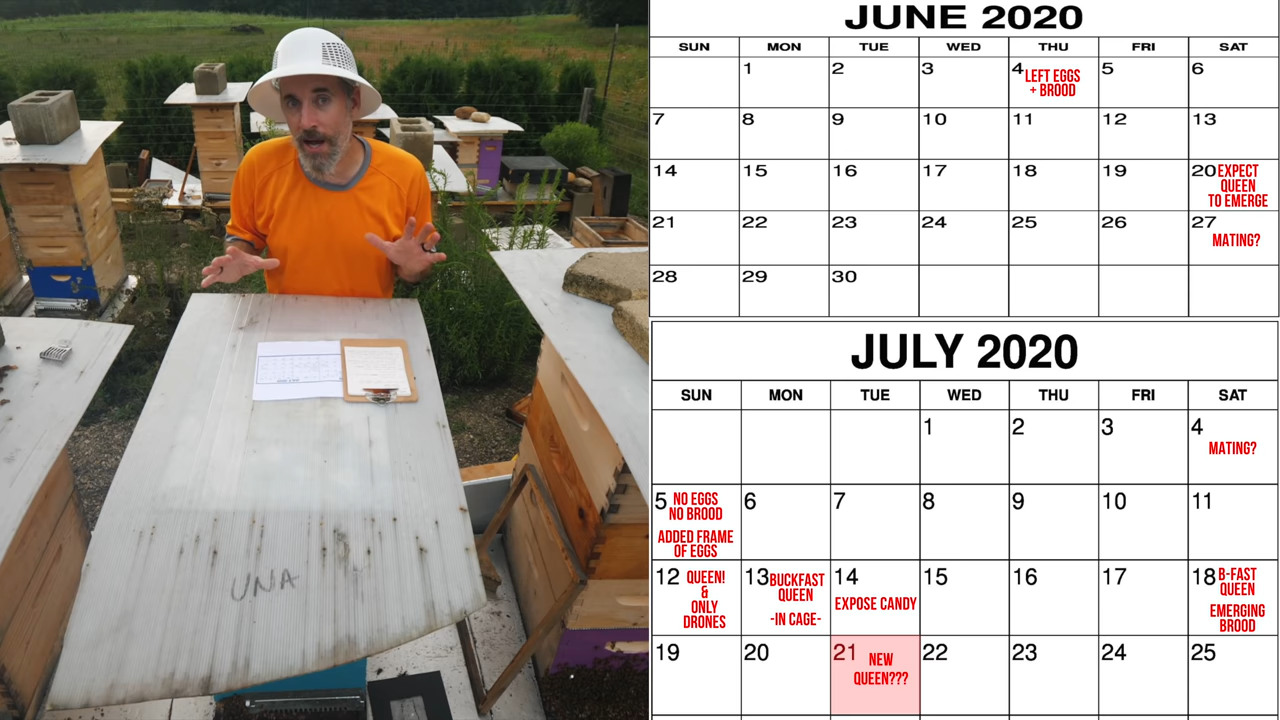 UNA
JUNE 2020
SUN MON TUE WED THU FRI SAT
1 2 3 4 LEFT EGGS 5 6
+ BROOD
7 8 9 10 11 12 13
14 15 16 17 18 19 20 EXPECT
QUEEN
TO EMERGE
21 22 23 24 25 26 27
MATING?
28 29 30
JULY 2020
SUN MON TUE WED THU FRI SAT
1 2 3 4
MATING?
5 NO EGGS 6 7 8 9 10 11
NO BROOD
ADDED FRAME
OF EGGS
12 QUEEN! 13 BUCKFAST 14 15 16 17 18 B-FAST
& QUEEN EXPOSE CANDY QUEEN
ONLY -IN CAGE- EMERGING
DRONES BROOD
19 20 21 NEW 22 23 24 25
QUEEN???